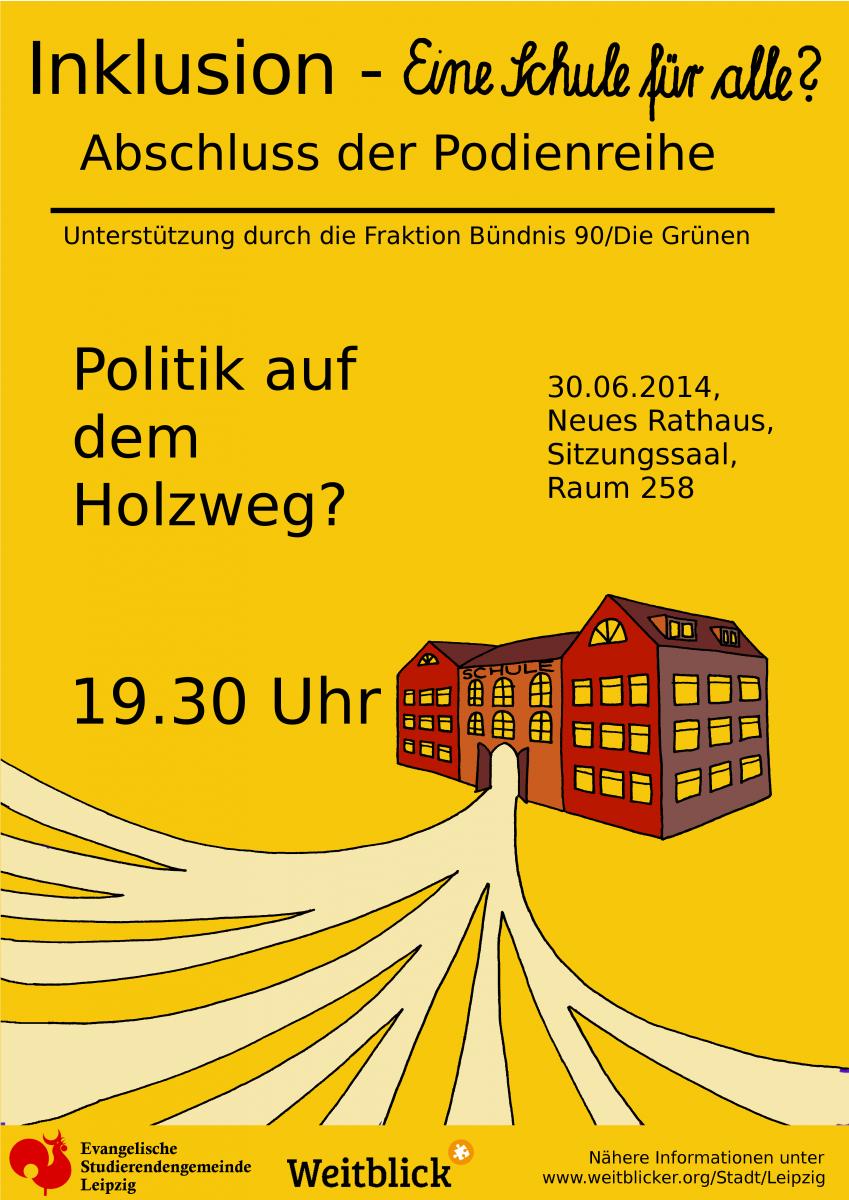 Inklusion - Eine Schule für alle?
Abschluss der Podienreihe
Unterstützung durch die Fraktion Bündnis 90/Die Grünen
Politik auf
dem
Holzweg?
30.06.2014,
Neues Rathaus,
Sitzungssaal,
Raum 258
19.30 Uhr
SCHULE
Evangelische
Studierendengemeinde
Leipzig
Weitblick
Nähere Informationen unter
www.weitblicker.org/Stadt/Leipzig